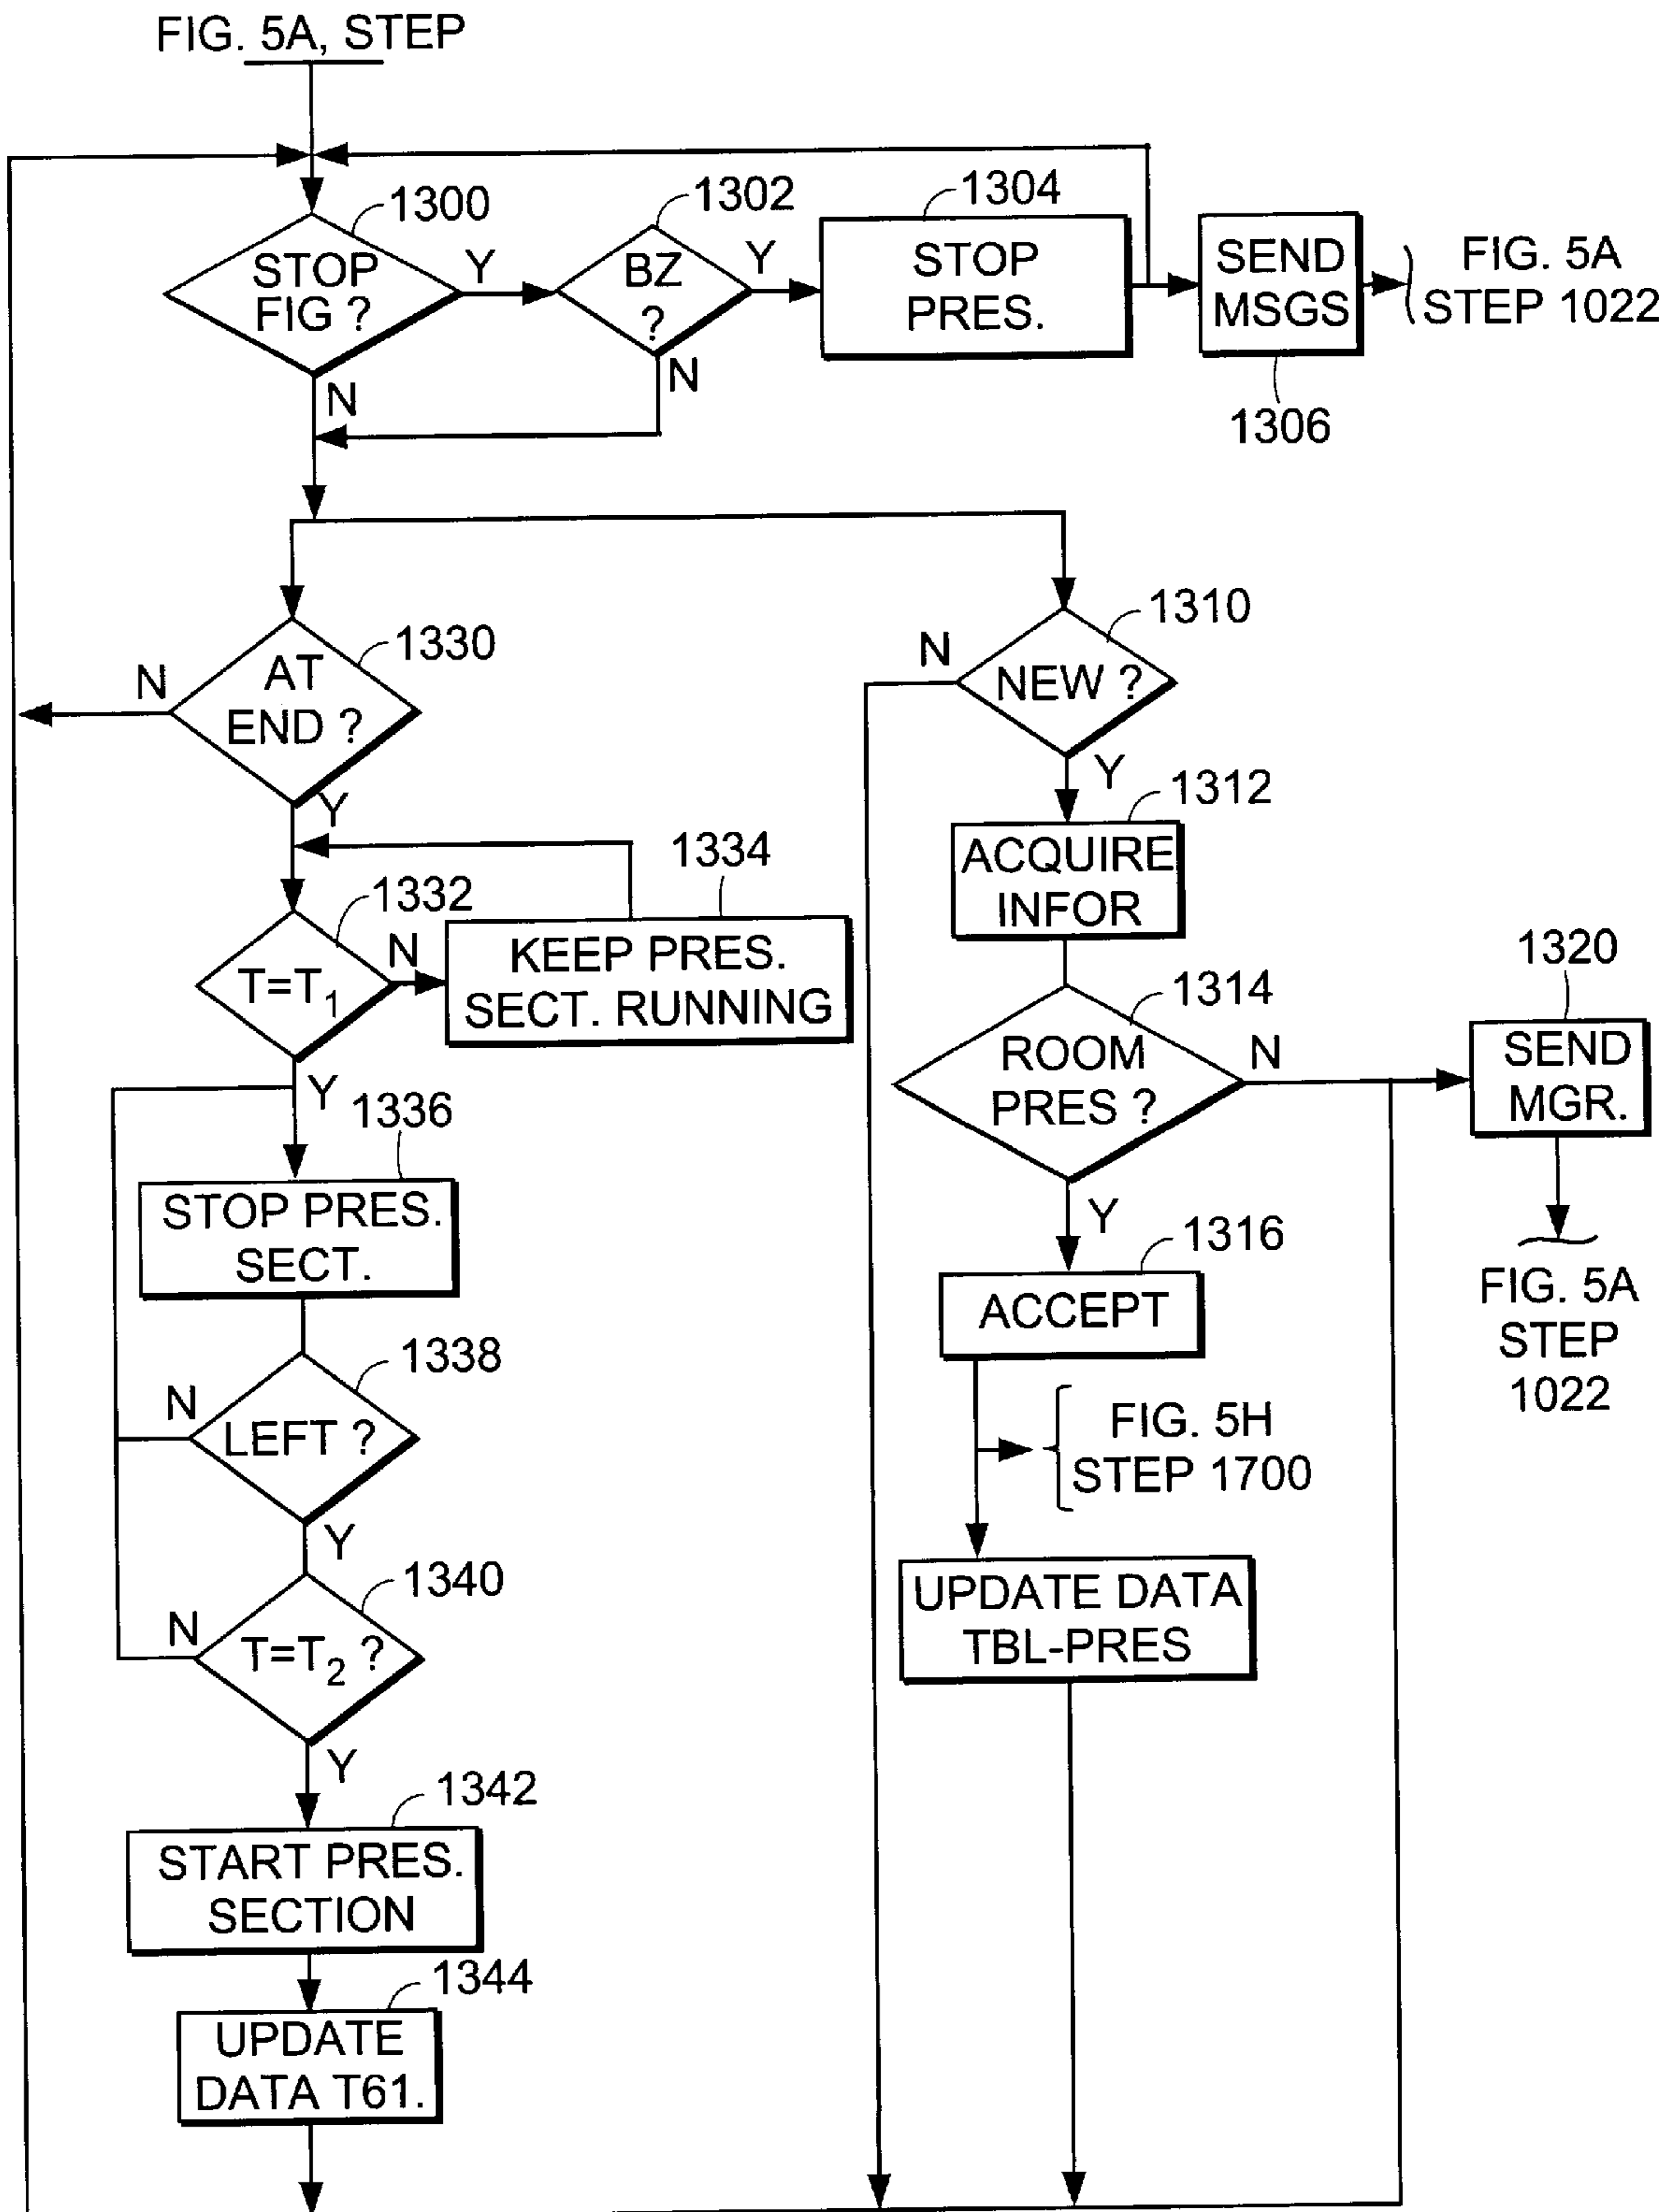 FIG. 5A, STEP
1300
STOP
FIG ?
Y
N
1302
BZ
?
Y
N
1304
STOP
PRES.
SEND
MSGS
1306
FIG. 5A
STEP 1022
1330
AT
END ?
N
Y
1332
T=T1
N
Y
1334
KEEP PRES.
SECT. RUNNING
1336
STOP PRES.
SECT.
1338
LEFT ?
N
Y
1340
T=T2 ?
N
Y
1342
START PRES.
SECTION
1344
UPDATE
DATA T61.
1310
NEW ?
N
Y
1312
ACQUIRE
INFOR
1314
ROOM
PRES ?
N
Y
1320
SEND
MGR.
FIG. 5A
STEP
1022
1316
ACCEPT
FIG. 5H
STEP 1700
UPDATE DATA
TBL-PRES